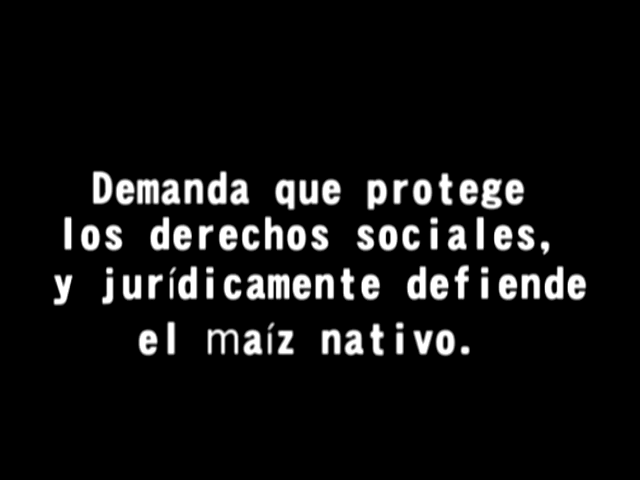 Demanda que protege
los derechos sociales,
y jurídicamente defiende
el maíz nativo.